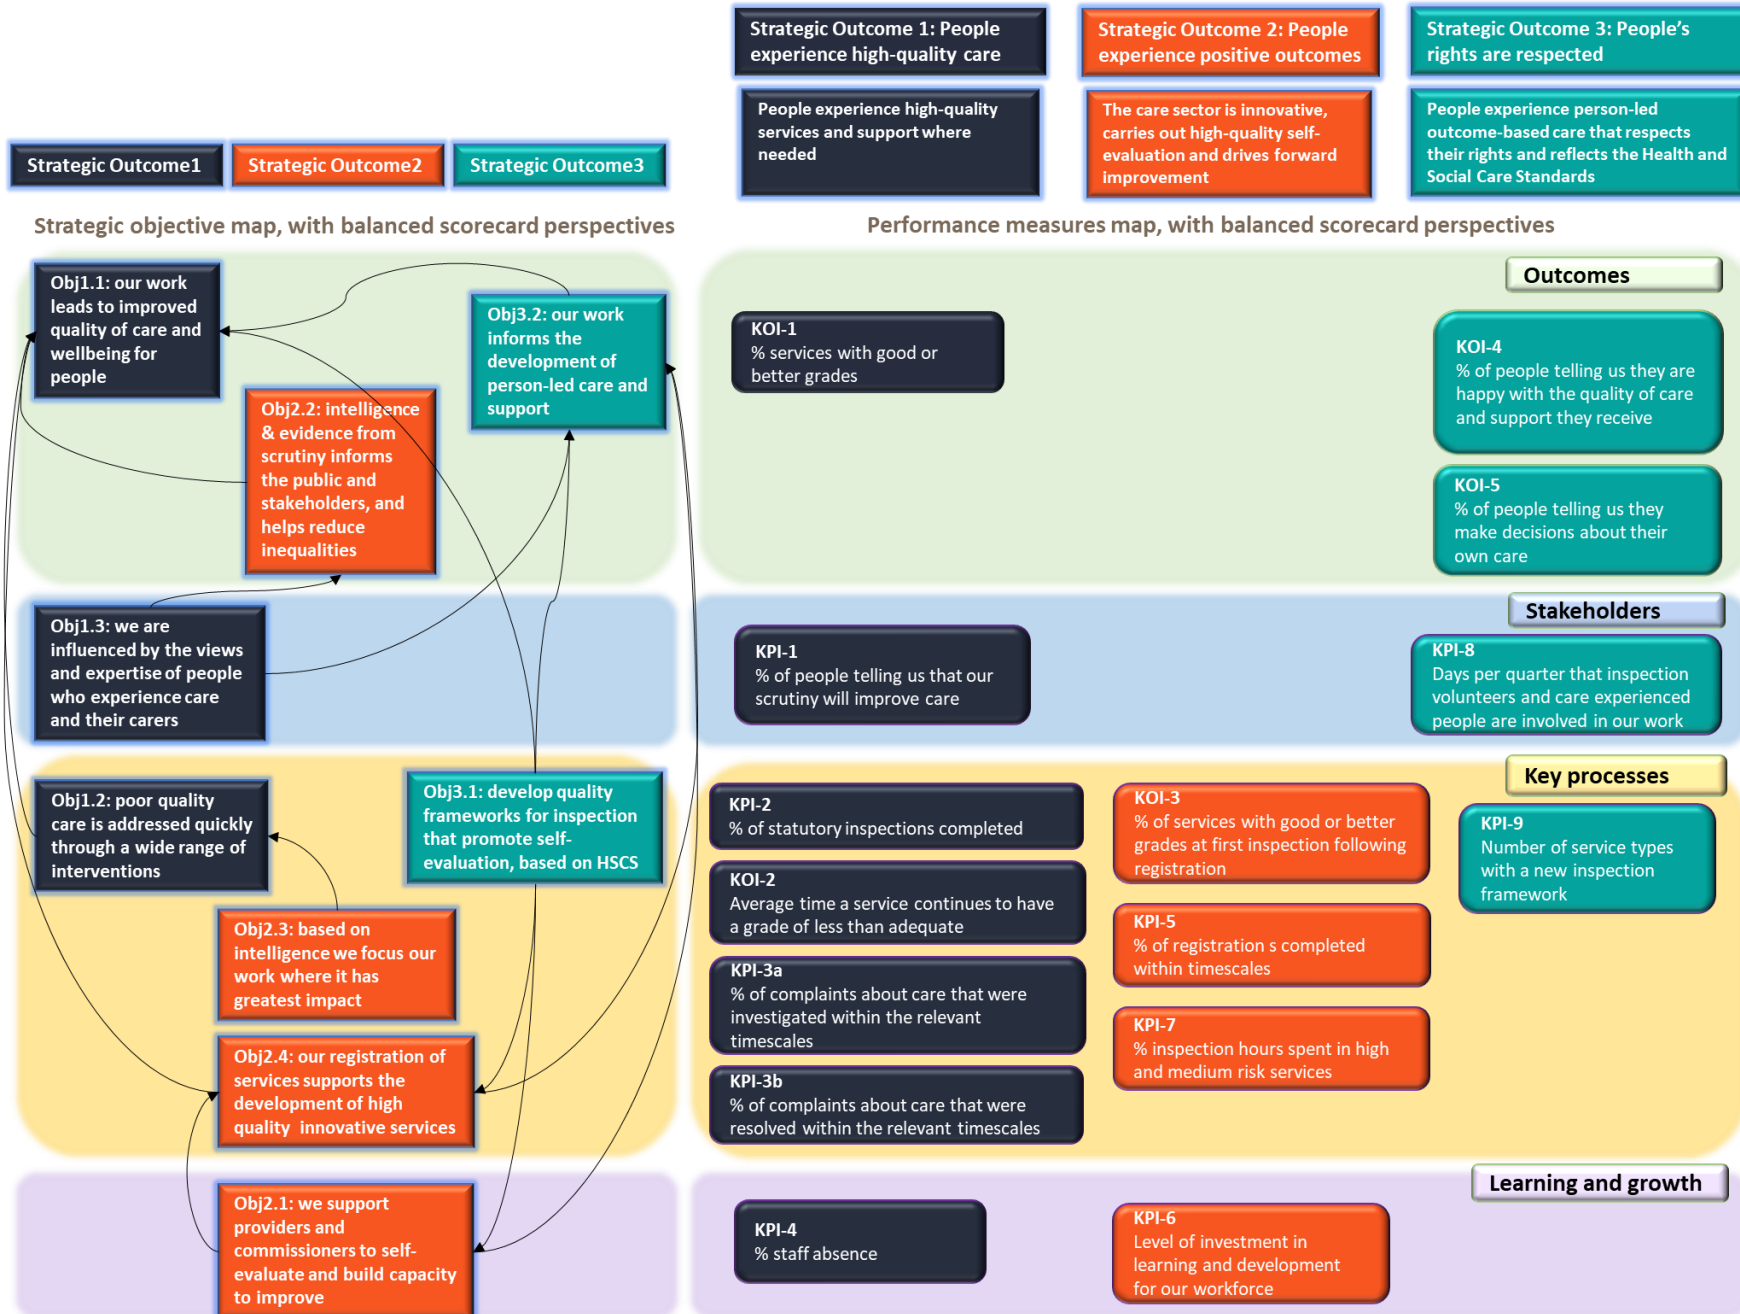 Strategic Outcome 1: People
experience high-quality care
Strategic Outcome 2: People
experience positive outcomes
Strategic Outcome 3: People's
rights are respected
People experience high-quality
services and support where
needed
The care sector is innovative,
carries out high-quality self-
evaluation and drives forward
improvement
People experience person-led
outcome-based care that respects
their rights and reflects the Health and
Social Care Standards
Strategic Outcome1
Strategic Outcome2
Strategic Outcome3
Strategic objective map, with balanced scorecard perspectives
Obj1.1: our work
leads to improved
quality of care and
wellbeing for
people
Obj3.2: our work
informs the
development of
person-led care and
support
Obj2.2: intelligence
& evidence from
scrutiny informs
the public and
stakeholders, and
helps reduce
inequalities
Obj1.3: we are
influenced by the views
and expertise of people
who experience care
and their carers
Obj1.2: poor quality
care is addressed quickly
through a wide range of
interventions
Obj3.1: develop quality
frameworks for inspection
that promote self-
evaluation, based on HSCS
Obj2.3: based on
intelligence we focus our
work where it has
greatest impact
Obj2.4: our registration of
services supports the
development of high
quality innovative services
Obj2.1: we support
providers and
commissioners to self-
evaluate and build capacity
to improve
Performance measures map, with balanced scorecard perspectives
Outcomes
KOI-1
% services with good or
better grades
KOI-4
% of people telling us they are
happy with the quality of care
and support they receive
KOI-5
% of people telling us they
make decisions about their
own care
Stakeholders
KPI-1
% of people telling us that our
scrutiny will improve care
KPI-8
Days per quarter that inspection
volunteers and care experienced
people are involved in our work
Key processes
KPI-2
% of statutory inspections completed
KOI-2
Average time a service continues to have
a grade of less than adequate
KPI-3a
% of complaints about care that were
investigated within the relevant
timescales
KPI-3b
% of complaints about care that were
resolved within the relevant timescales
KOI-3
% of services with good or better
grades at first inspection following
registration
KPI-5
% of registration s completed
within timescales
KPI-7
% inspection hours spent in high
and medium risk services
KPI-9
Number of service types
with a new inspection
framework
Learning and growth
KPI-4
% staff absence
KPI-6
Level of investment in
learning and development
for our workforce